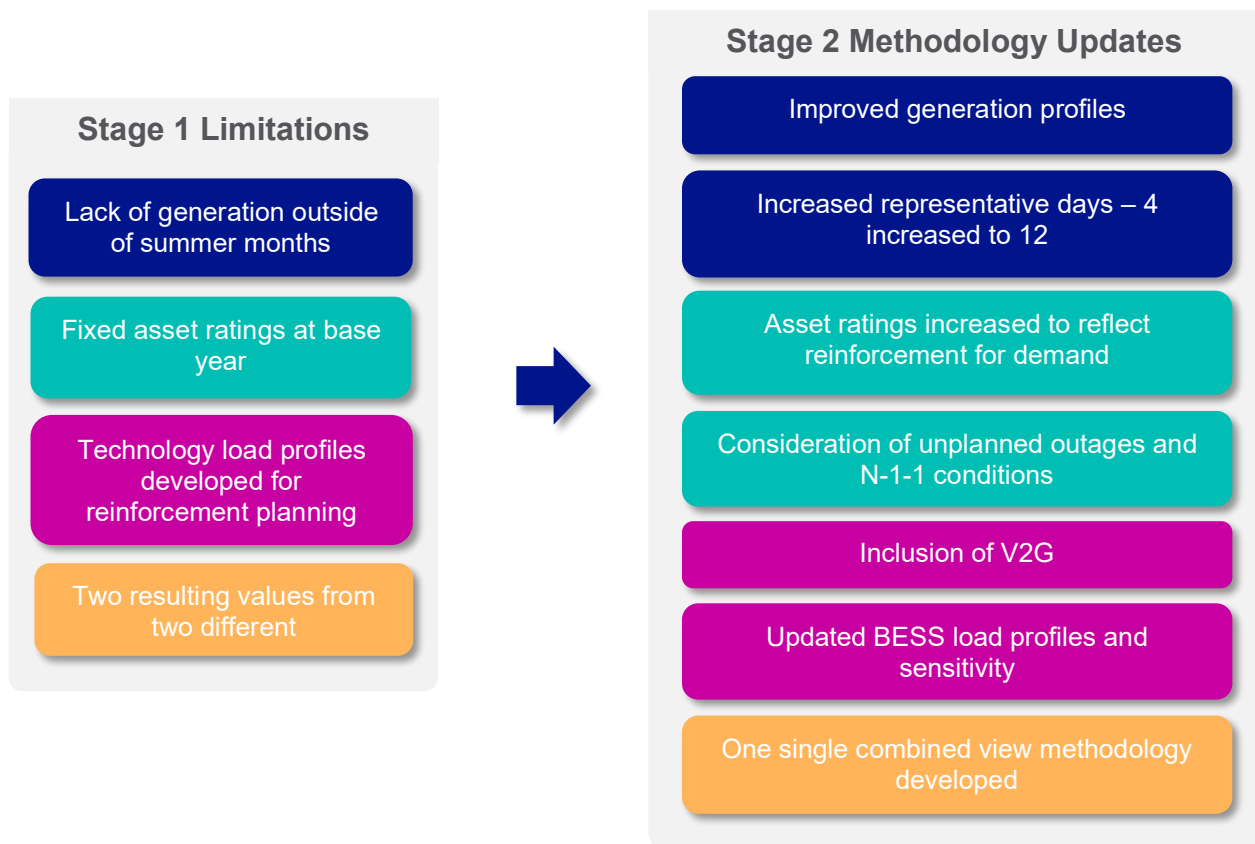 Stage 1 Limitations
Lack of generation outside
of summer months
Fixed asset ratings at base
year
Technology load profiles
developed for
reinforcement planning
Two resulting values from
two different
Stage 2 Methodology Updates
Improved generation profiles
Increased representative days – 4
increased to 12
Asset ratings increased to reflect
reinforcement for demand
Consideration of unplanned outages and
N-1-1 conditions
Inclusion of V2G
Updated BESS load profiles and
sensitivity
One single combined view methodology
developed